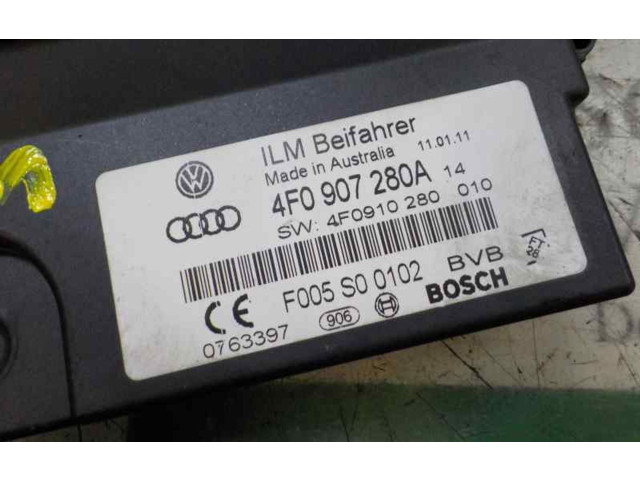 ILM Beifahrer
Made in Australia 11.01.11
4F0 907 280A 14
SW: 4F0910 280 010
F005 S0 0102 BVB
0763397 906 BOSCH